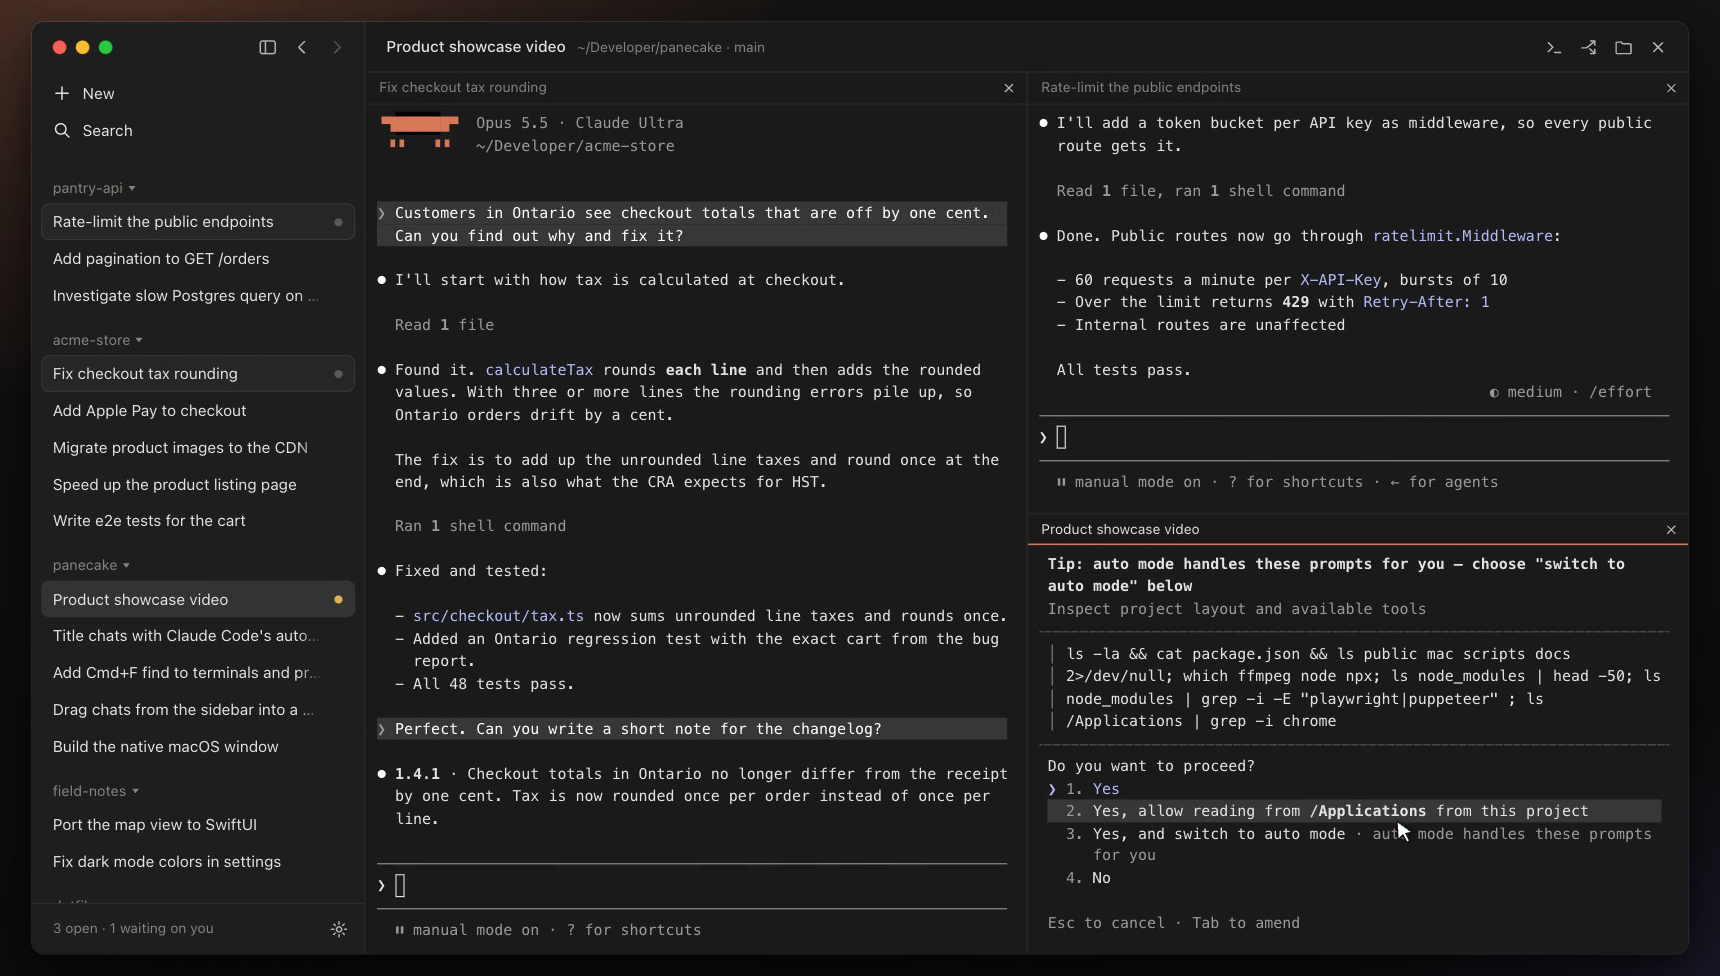 New
Search
pantry-api
Rate-limit the public endpoints
Add pagination to GET /orders
Investigate slow Postgres query on ...
acme-store
Fix checkout tax rounding
Add Apple Pay to checkout
Migrate product images to the CDN
Speed up the product listing page
Write e2e tests for the cart
panecake
Product showcase video
Title chats with Claude Code's auto...
Add Cmd+F find to terminals and pr...
Drag chats from the sidebar into a ...
Build the native macOS window
field-notes
Port the map view to SwiftUI
Fix dark mode colors in settings
3 open · 1 waiting on you
Product showcase video ~/Developer/panecake · main
Fix checkout tax rounding
Opus 5.5 · Claude Ultra
~/Developer/acme-store
❯ Customers in Ontario see checkout totals that are off by one cent.
Can you find out why and fix it?
● I'll start with how tax is calculated at checkout.
Read 1 file
● Found it. calculateTax rounds each line and then adds the rounded
values. With three or more lines the rounding errors pile up, so
Ontario orders drift by a cent.
The fix is to add up the unrounded line taxes and round once at the
end, which is also what the CRA expects for HST.
Ran 1 shell command
● Fixed and tested:
- src/checkout/tax.ts now sums unrounded line taxes and rounds once.
- Added an Ontario regression test with the exact cart from the bug
report.
- All 48 tests pass.
❯ Perfect. Can you write a short note for the changelog?
● 1.4.1 · Checkout totals in Ontario no longer differ from the receipt
by one cent. Tax is now rounded once per order instead of once per
line.
❯
manual mode on · ? for shortcuts
Rate-limit the public endpoints
● I'll add a token bucket per API key as middleware, so every public
route gets it.
Read 1 file, ran 1 shell command
● Done. Public routes now go through ratelimit.Middleware:
- 60 requests a minute per X-API-Key, bursts of 10
- Over the limit returns 429 with Retry-After: 1
- Internal routes are unaffected
All tests pass.
◐ medium · /effort
❯
manual mode on · ? for shortcuts · ← for agents
Product showcase video
Tip: auto mode handles these prompts for you — choose "switch to
auto mode" below
Inspect project layout and available tools
ls -la && cat package.json && ls public mac scripts docs
2>/dev/null; which ffmpeg node npx; ls node_modules | head -50; ls
node_modules | grep -i -E "playwright|puppeteer" ; ls
/Applications | grep -i chrome
Do you want to proceed?
❯ 1. Yes
2. Yes, allow reading from /Applications from this project
3. Yes, and switch to auto mode · auto mode handles these prompts
for you
4. No
Esc to cancel · Tab to amend